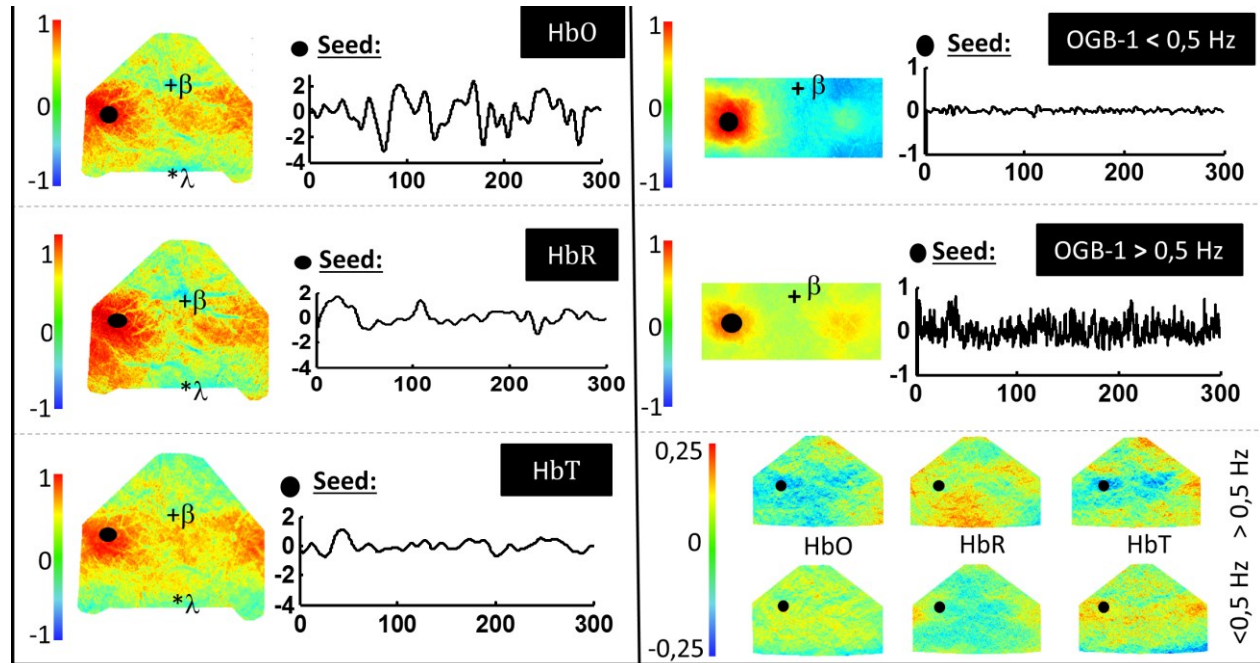 1
0
-1
+β
*λ
Seed:
HbO
2
0
-2
-4
0 100 200 300
1
0
-1
+β
*λ
Seed:
HbR
2
0
-2
-4
0 100 200 300
1
0
-1
+β
*λ
Seed:
HbT
2
0
-2
-4
0 100 200 300
1
0
-1
+ β
Seed:
OGB-1 < 0,5 Hz
1
0
-1
0 100 200 300
1
0
-1
+ β
Seed:
OGB-1 > 0,5 Hz
1
0
-1
0 100 200 300
0,25
0
-0,25
HbO HbR HbT
> 0,5 Hz
<0,5 Hz